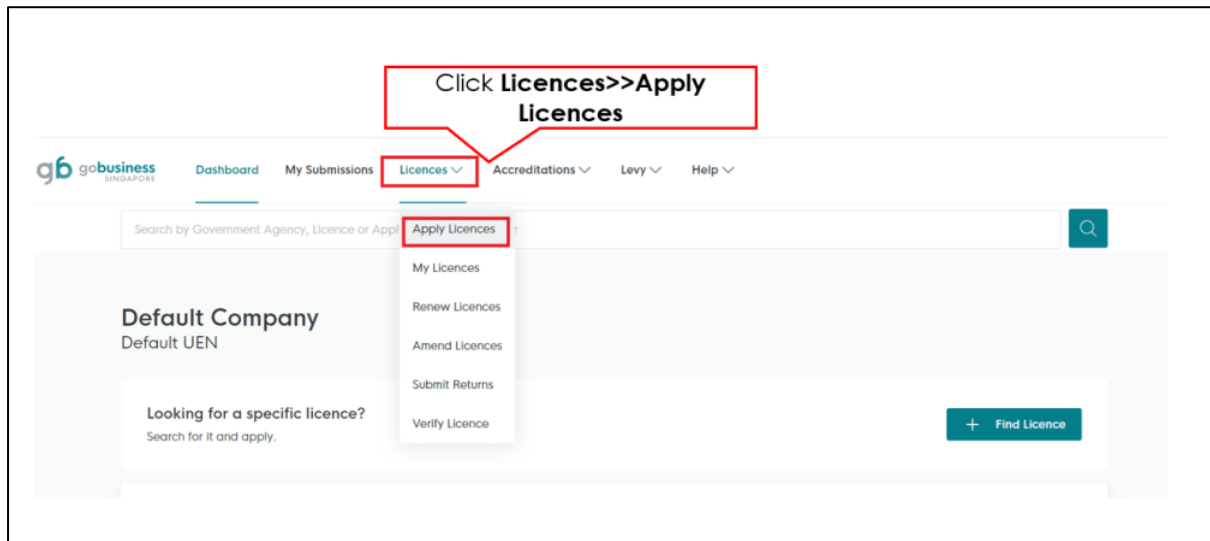 Click Licences>>Apply
Licences
gb gobusiness
SINGAPORE
Dashboard My Submissions Licences Accreditations Levy Help
Search by Government Agency, Licence or Appl
Apply Licences
My Licences
Renew Licences
Amend Licences
Submit Returns
Verify Licence
Default Company
Default UEN
Looking for a specific licence?
Search for it and apply.
+ Find Licence